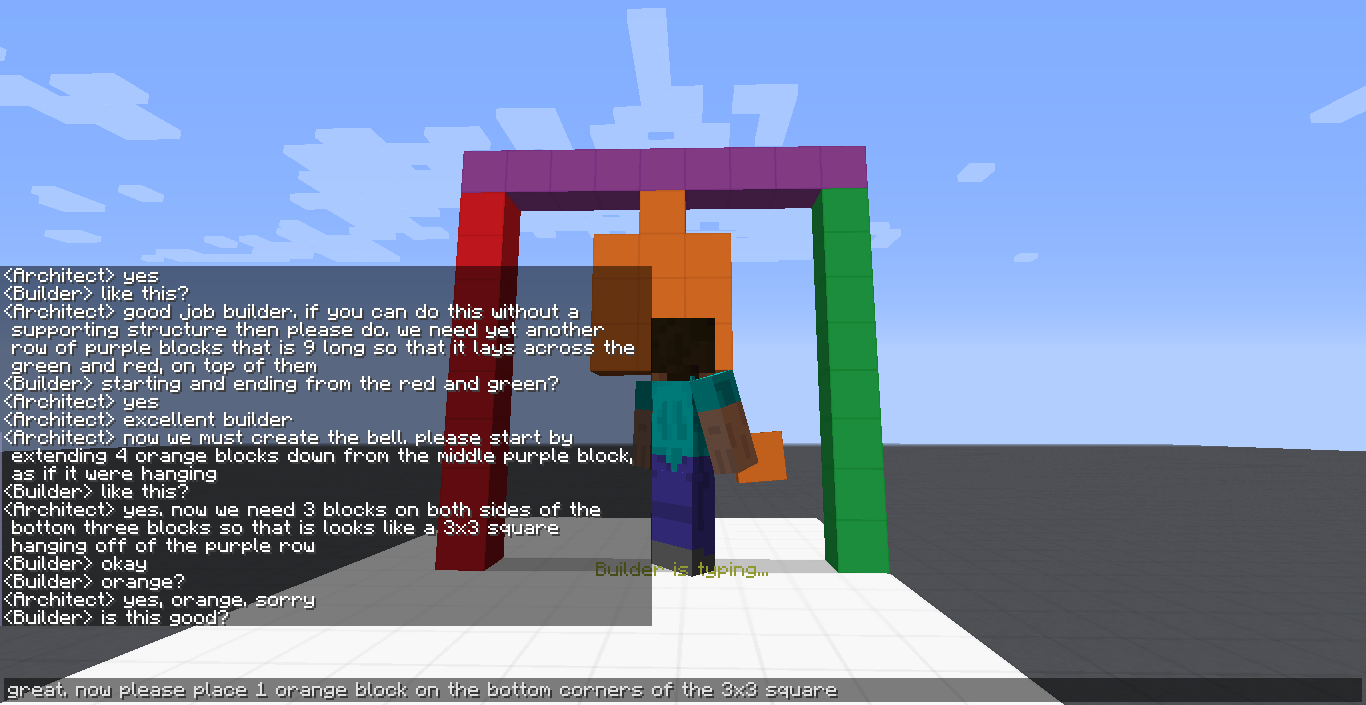 <Architect> yes
<Builder> like this?
<Architect> good job builder. if you can do this without a
supporting structure then please do. we need yet another
row of purple blocks that is 9 long so that it lays across the
green and red, on top of them
<Builder> starting and ending from the red and green?
<Architect> yes
<Architect> excellent builder
<Architect> now we must create the bell. please start by
extending 4 orange blocks down from the middle purple block,
as if it were hanging
<Builder> like this?
<Architect> yes. now we need 3 blocks on both sides of the
bottom three blocks so that is looks like a 3x3 square
hanging off of the purple row
<Builder> okay
<Builder> orange?
<Architect> yes, orange. sorry
<Builder> is this good?
Builder is typing...
great. now please place 1 orange block on the bottom corners of the 3x3 square